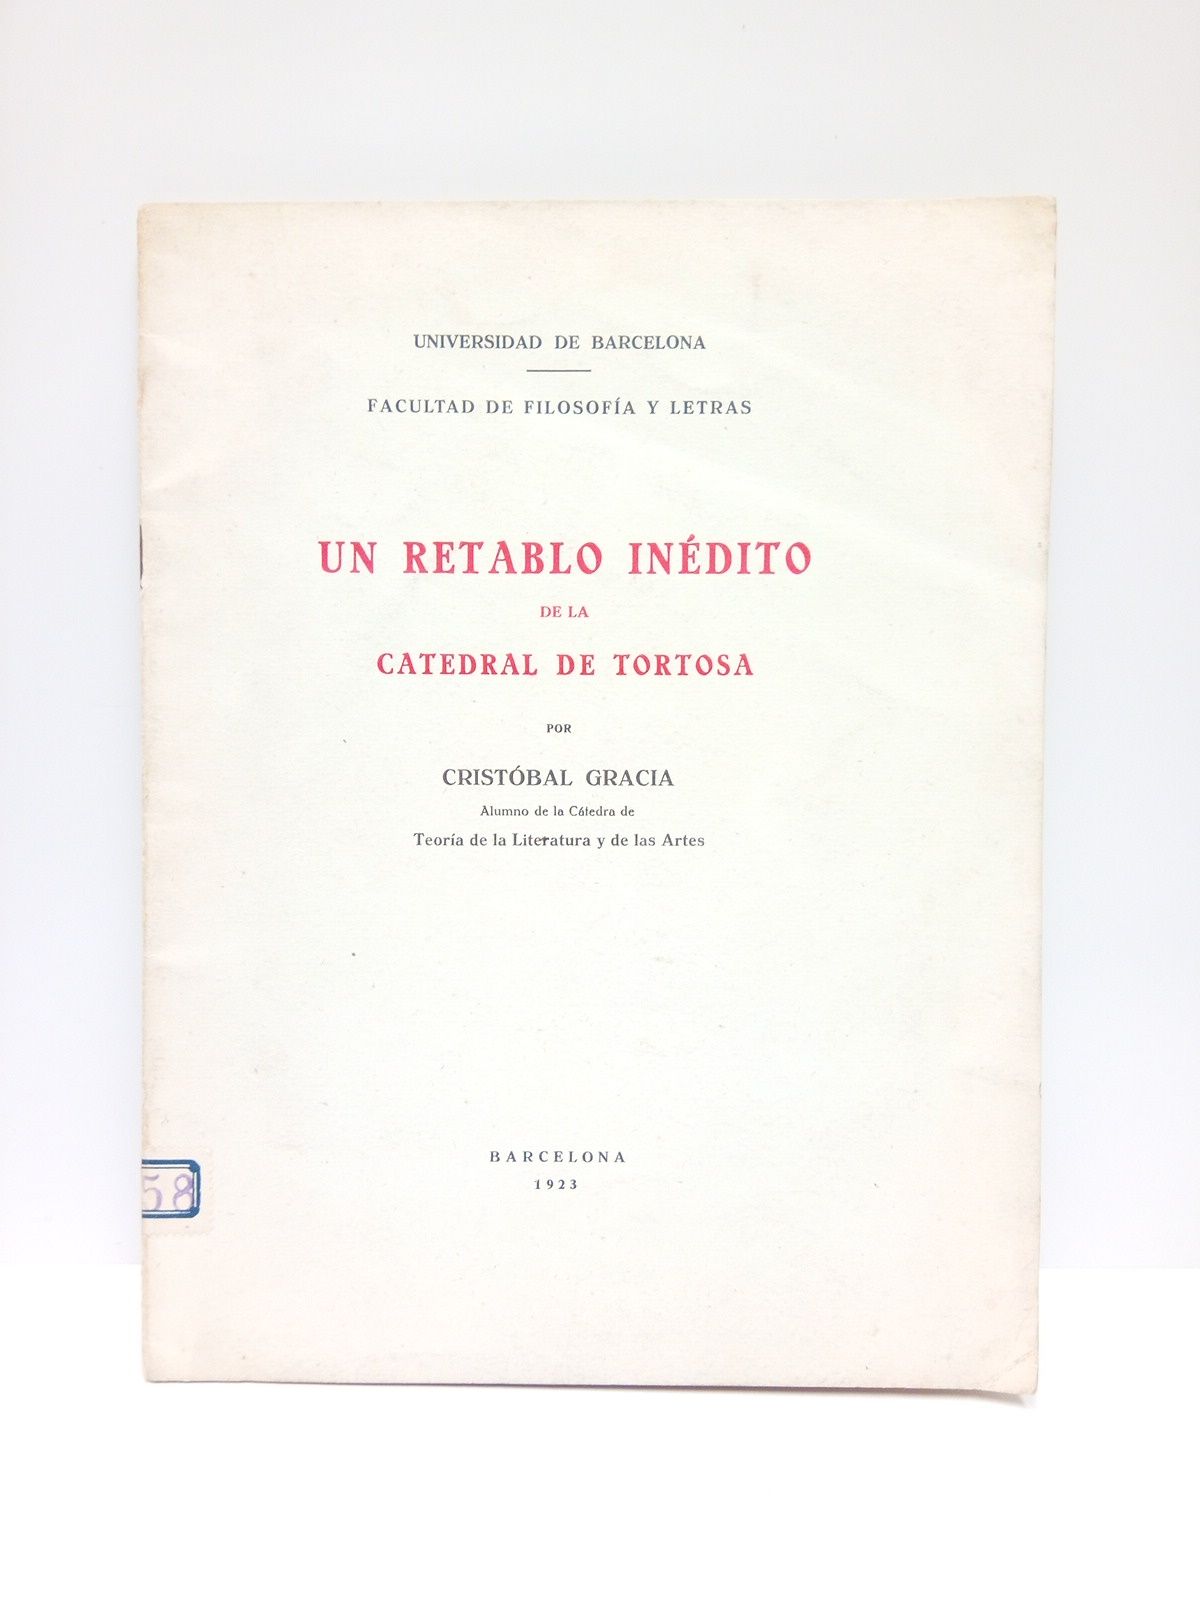 UNIVERSIDAD DE BARCELONA
FACULTAD DE FILOSOFÍA Y LETRAS
UN RETABLO INÉDITO
DE LA
CATEDRAL DE TORTOSA
POR
CRISTÓBAL GRACIA
Alumno de la Cátedra de
Teoría de la Literatura y de las Artes
BARCELONA
1923
58